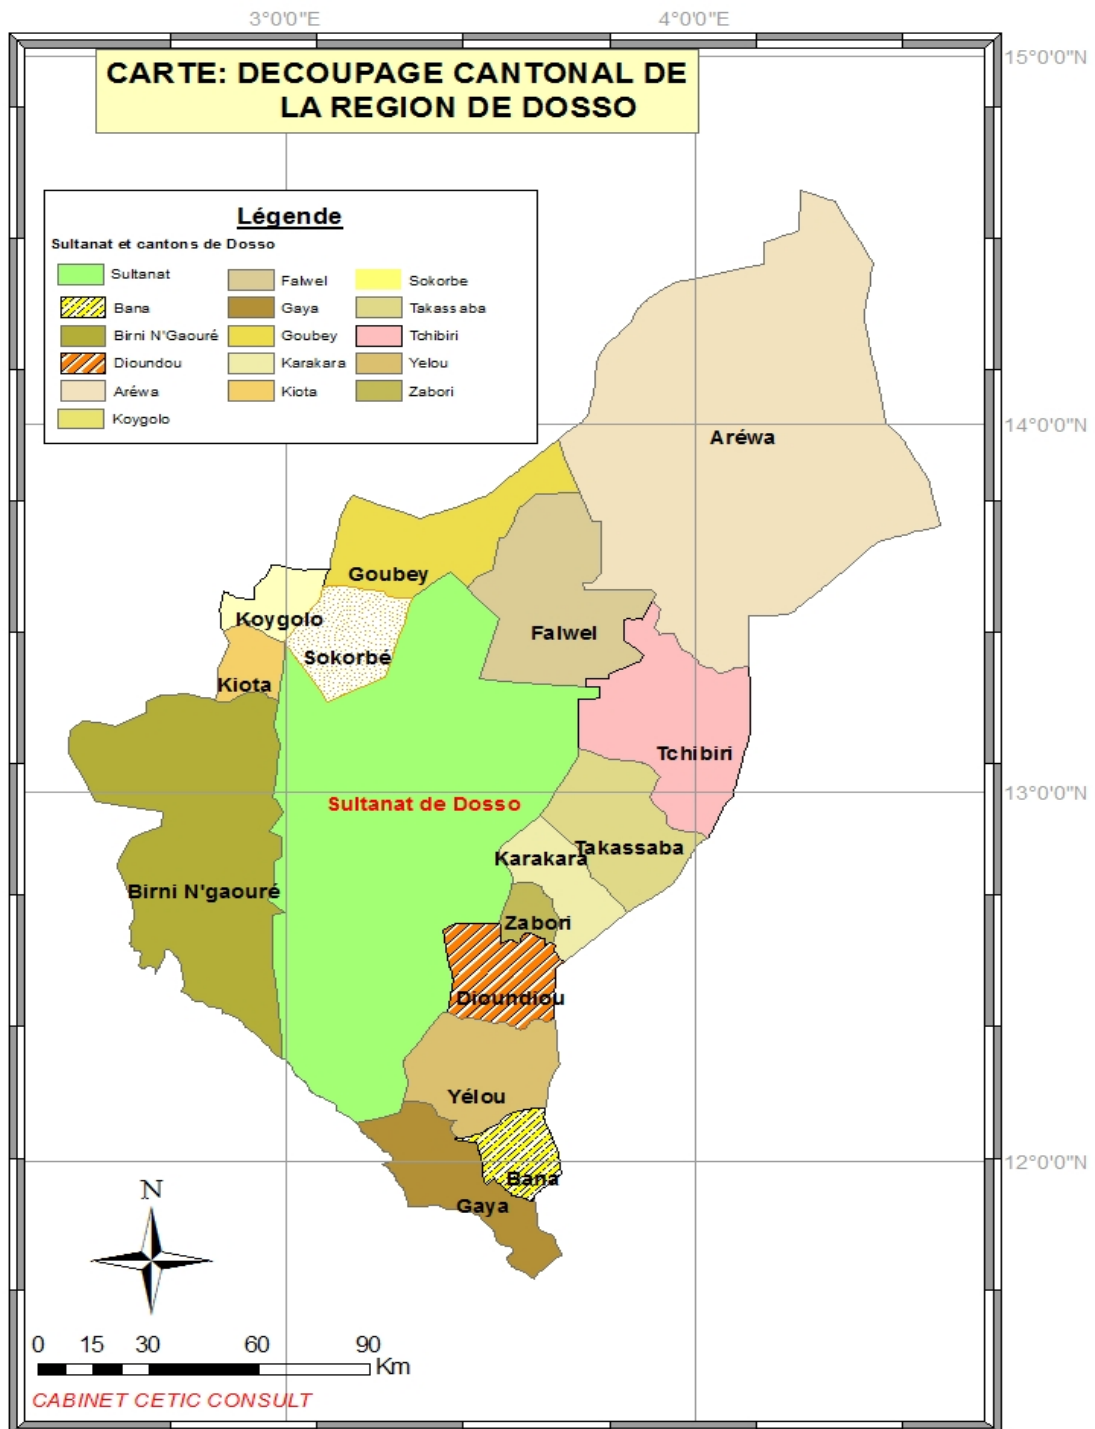 3°0'0"E
4°0'0"E
15°0'0"N
CARTE: DECOUPAGE CANTONAL DE
LA REGION DE DOSSO
Légende
Sultanat et cantons de Dosso
Sultanat
Falwel
Sokorbe
Bana
Gaya
Takassaba
Birni N'Gaouré
Goubey
Tchibiri
Dioundou
Karakara
Yelou
Aréwa
Kiota
Zabori
Koygolo
14°0'0"N
Aréwa
Goubey
Koygolo
Falwel
Sokorbé
Kiota
Tchibiri
13°0'0"N
Sultanat de Dosso
Takassaba
Karakara
Birni N'gaouré
Zabori
Dioundiou
Yélou
12°0'0"N
Bana
N
Gaya
0 15 30 60 90
Km
CABINET CETIC CONSULT